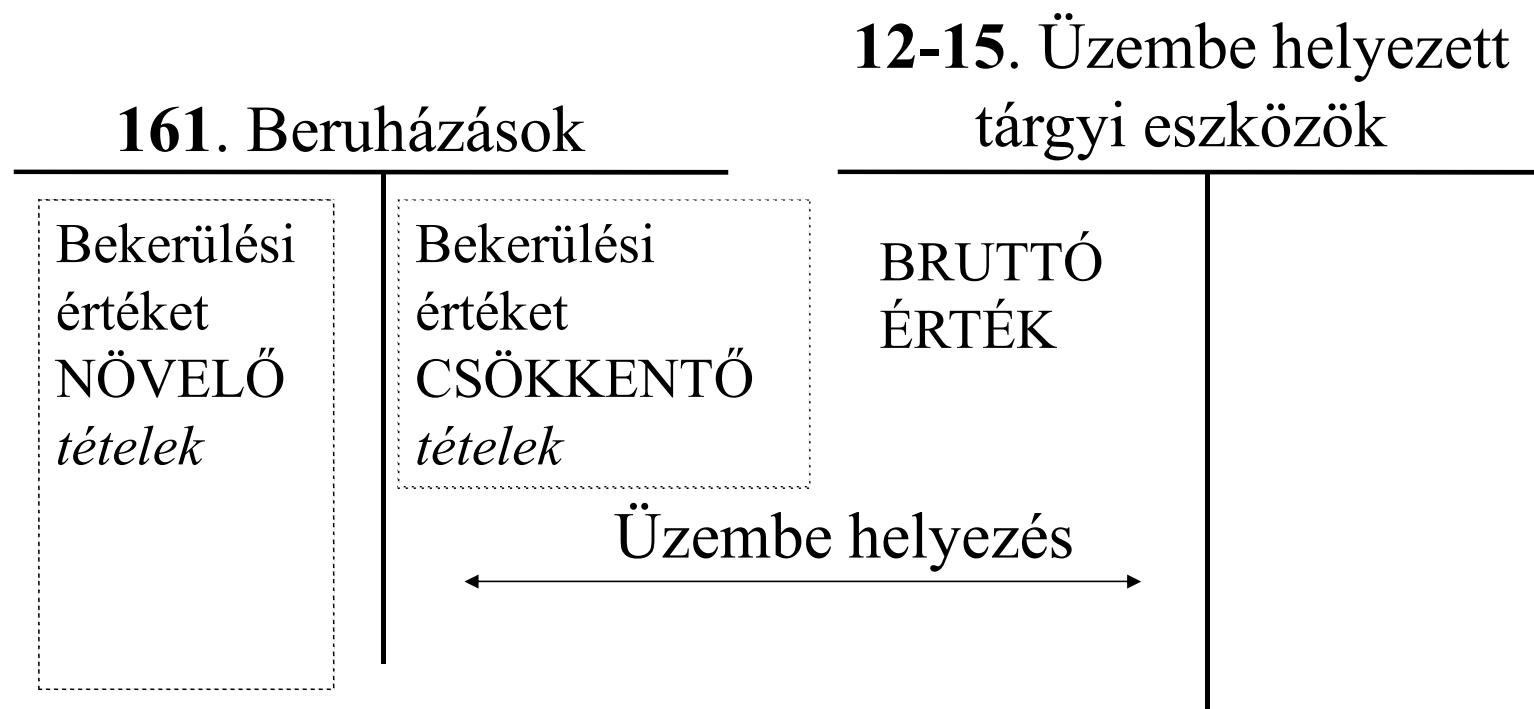 161. Beruházások
12-15. Üzembe helyezett
tárgyi eszközök
Bekerülési
értéket
NÖVELŐ
tételek
Bekerülési
értéket
CSÖKKENTŐ
tételek
BRUTTÓ
ÉRTÉK
Üzembe helyezés